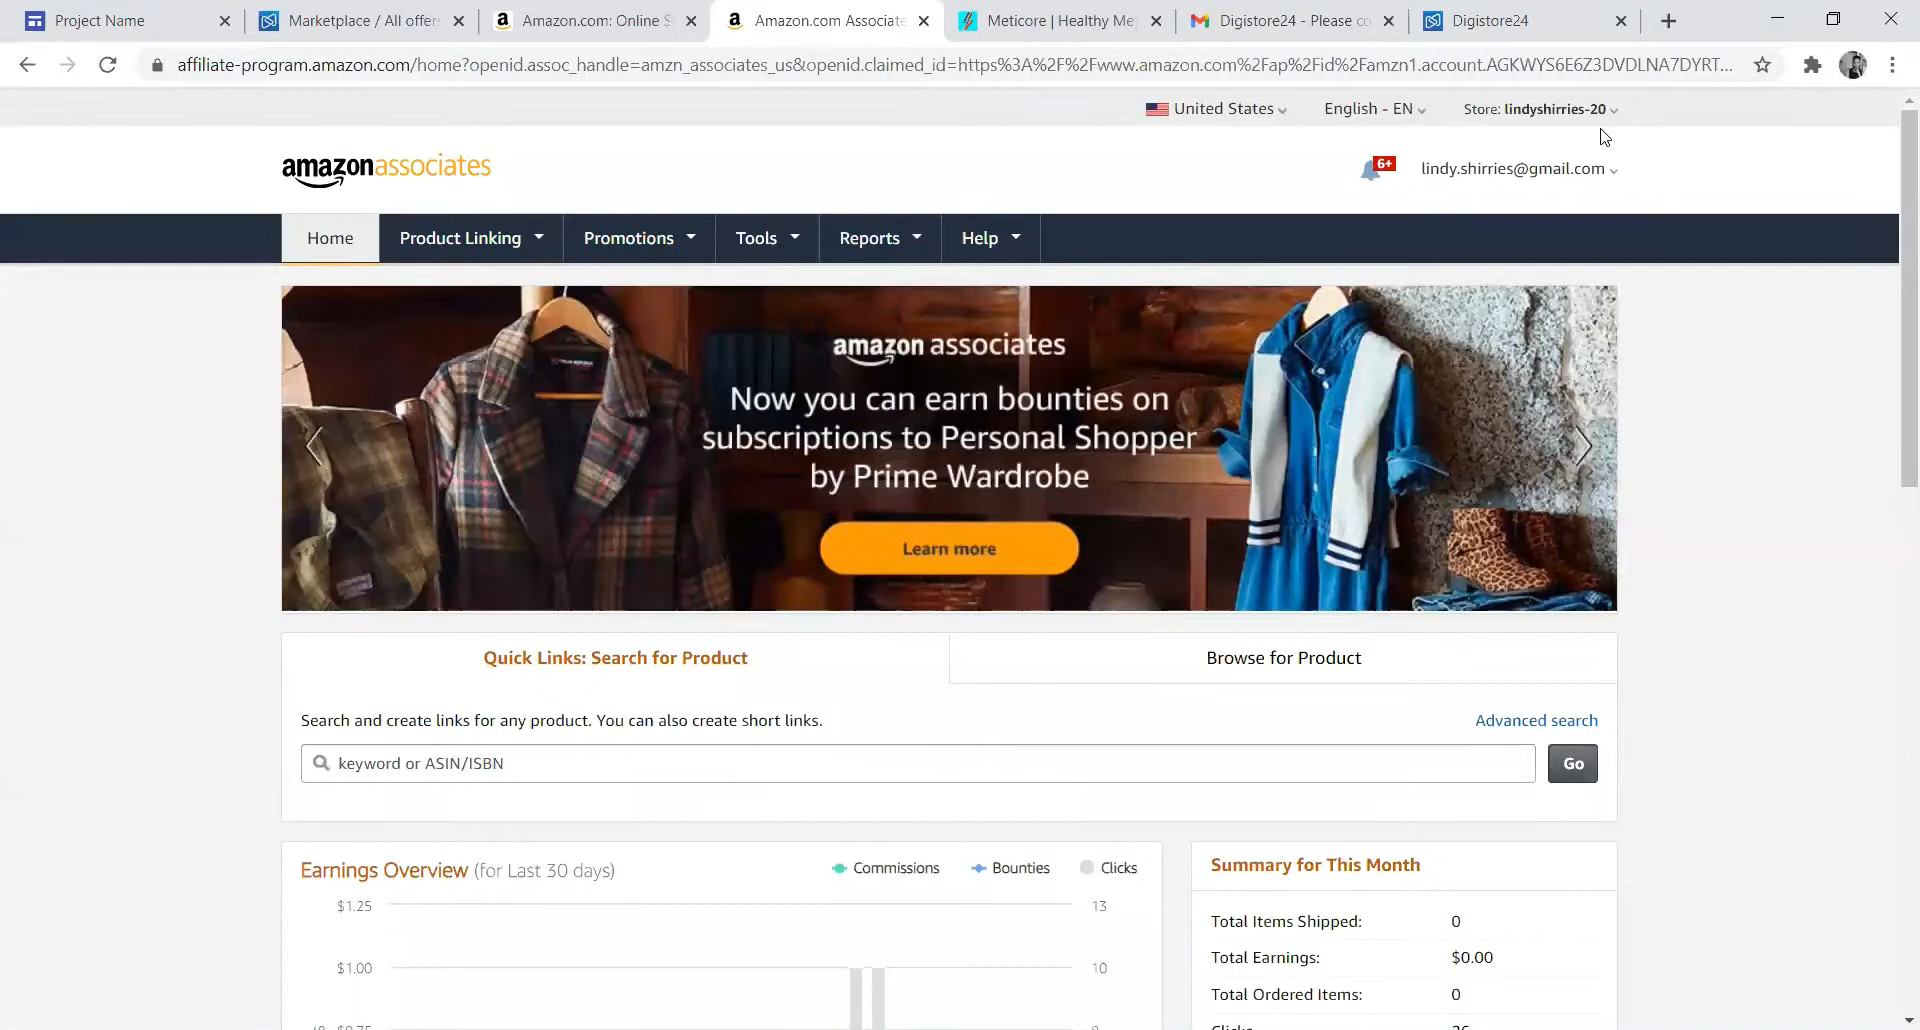 Project Name
Marketplace / All offers
Amazon.com: Online S
Amazon.com Associate
Meticore | Healthy Me
Digistore24 - Please co
Digistore24
affiliate-program.amazon.com/home?openid.assoc_handle=amzn_associates_us&openid.claimed_id=https%3A%2F%2Fwww.amazon.com%2Fap%2Fid%2Famzn1.account.AGKWYS6E6Z3DVDLNA7DYRT...
United States
English - EN
Store: lindyshirries-20
amazonassociates
6+
lindy.shirries@gmail.com
Home
Product Linking
Promotions
Tools
Reports
Help
amazon associates
Now you can earn bounties on
subscriptions to Personal Shopper
by Prime Wardrobe
Learn more
Quick Links: Search for Product
Browse for Product
Search and create links for any product. You can also create short links.
Advanced search
keyword or ASIN/ISBN
Go
Earnings Overview (for Last 30 days)
Commissions
Bounties
Clicks
$1.25
13
$1.00
10
Summary for This Month
Total Items Shipped: 0
Total Earnings: $0.00
Total Ordered Items: 0